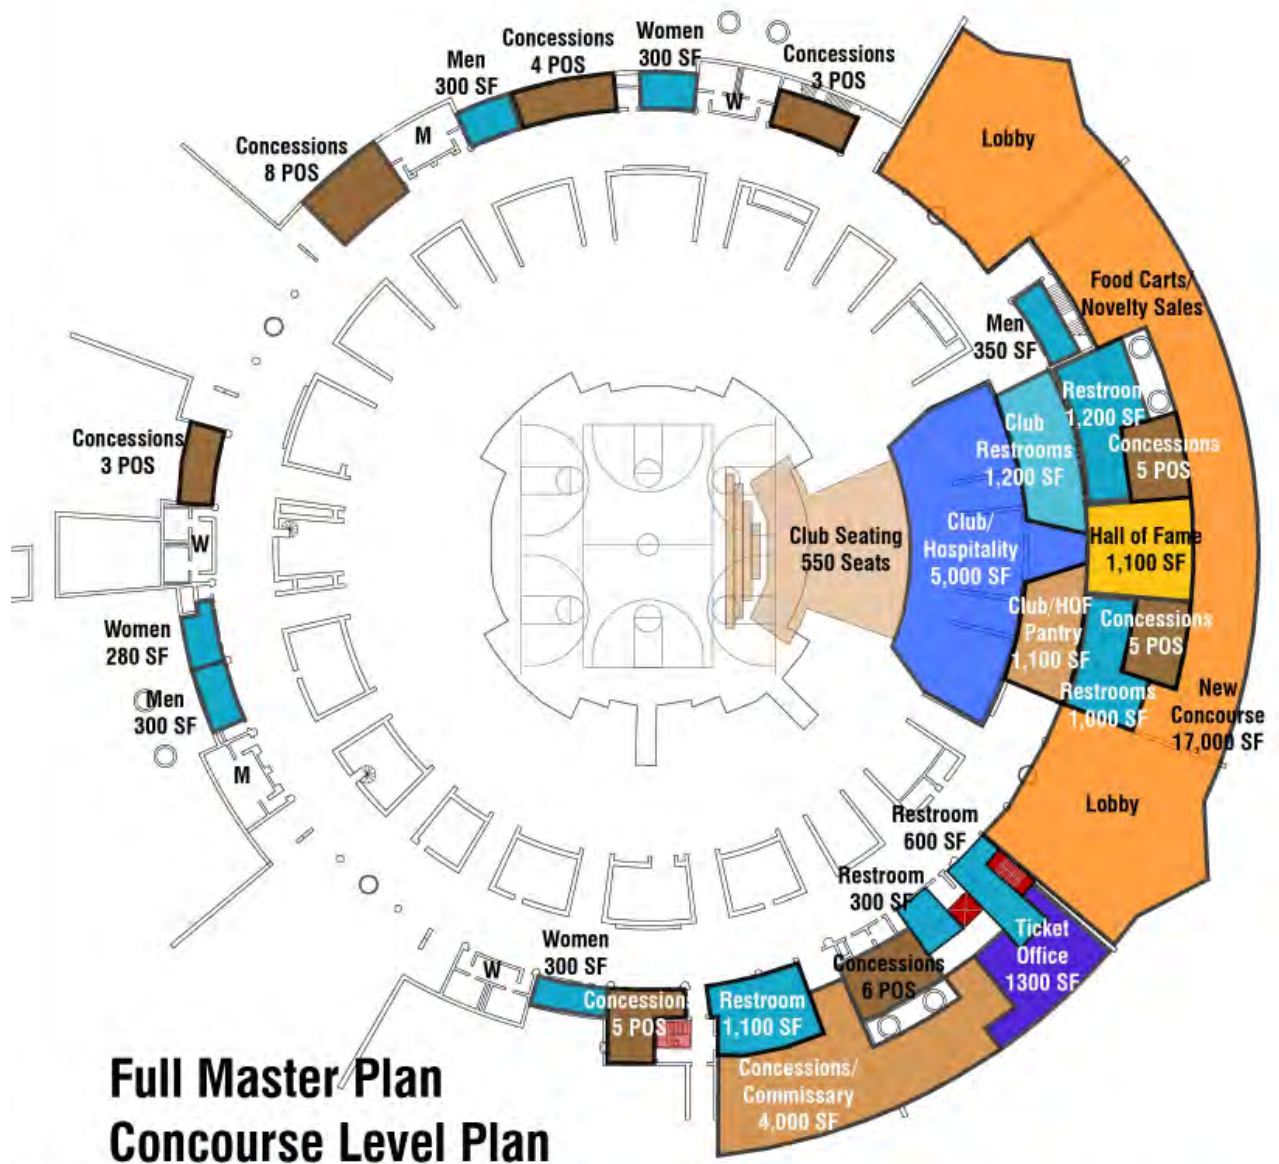 Women
300 SF
Concessions
4 POS
Men
300 SF
Concessions
3 POS
W
M
Concessions
8 POS
Lobby
Food Carts/
Novelty Sales
Men
350 SF
Restroom
1,200 SF
Club
Restrooms
1,200 SF
Concessions
5 POS
Concessions
3 POS
W
Club Seating
550 Seats
Club/
Hospitality
5,000 SF
Hall of Fame
1,100 SF
Club/HOF
Pantry
1,100 SF
Concessions
5 POS
Women
280 SF
Men
300 SF
Restrooms
1,000 SF
New
Concourse
17,000 SF
M
Lobby
Restroom
600 SF
Restroom
300 SF
Ticket
Office
1300 SF
Women
300 SF
W
Concessions
6 POS
Concession
5 POS
Restroom
1,100 SF
Concessions/
Commissary
4,000 SF
Full Master Plan
Concourse Level Plan